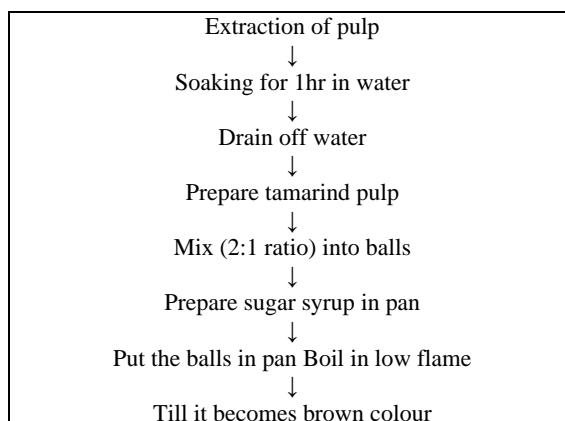 Extraction of pulp
↓
Soaking for 1hr in water
↓
Drain off water
↓
Prepare tamarind pulp
↓
Mix (2:1 ratio) into balls
↓
Prepare sugar syrup in pan
↓
Put the balls in pan Boil in low flame
↓
Till it becomes brown colour